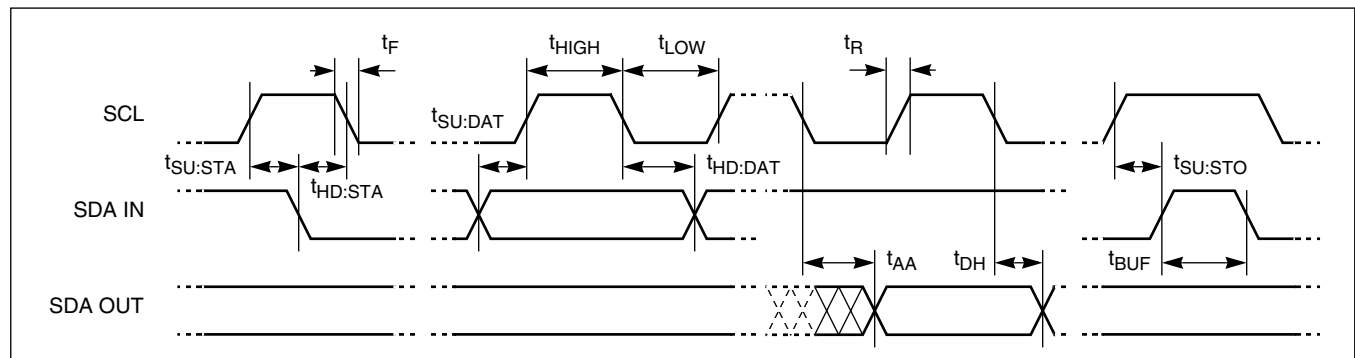 tF
tHIGH
tLOW
tR
SCL
tSU:DAT
tSU:STA
tHD:STA
tHD:DAT
tSU:STO
SDA IN
tAA
tDH
tBUF
SDA OUT